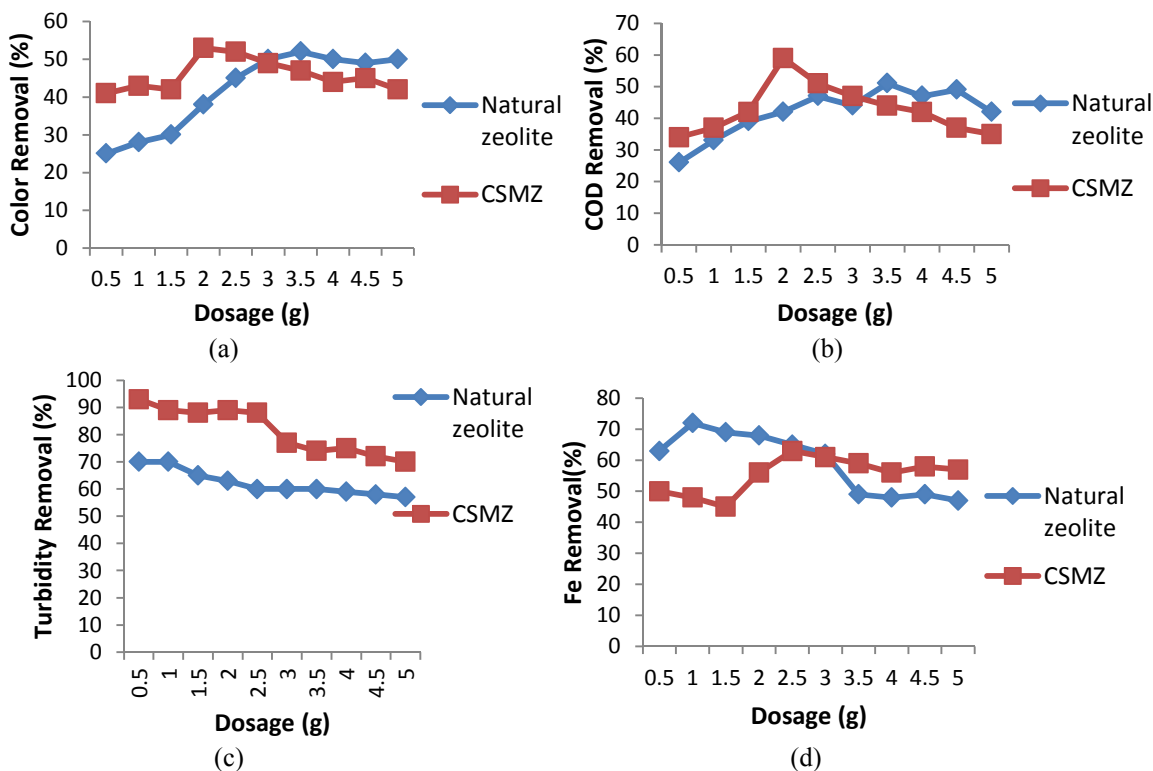 60
50
40
30
20
10
0
Color Removal (%)
0.5 1 1.5 2 2.5 3 3.5 4 4.5 5
Dosage (g)
Natural
zeolite
CSMZ
(a)
70
60
50
40
30
20
10
0
COD Removal (%)
0.5 1 1.5 2 2.5 3 3.5 4 4.5 5
Dosage (g)
Natural
zeolite
CSMZ
(b)
100
90
80
70
60
50
40
30
20
10
0
Turbidity Removal (%)
0.5 1 1.5 2 2.5 3 3.5 4 4.5 5
Dosage (g)
Natural
zeolite
CSMZ
(c)
80
70
60
50
40
30
20
10
0
Fe Removal(%)
0.5 1 1.5 2 2.5 3 3.5 4 4.5 5
Dosage (g)
Natural
zeolite
CSMZ
(d)